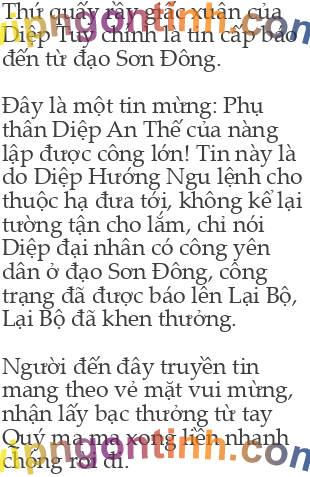 Thứ quấy rầy giấc xuân của
Diệp Tuy chính là tin cấp báo
đến từ đạo Sơn Đông.
Đây là một tin mừng: Phụ
thân Diệp An Thế của nàng
lập được công lớn! Tin này là
do Diệp Hướng Ngu lệnh cho
thuộc hạ đưa tới, không kể lại
tường tận cho lắm, chỉ nói
Diệp đại nhân có công yên
dân ở đạo Sơn Đông, công
trạng đã được báo lên Lại Bộ,
Lại Bộ đã khen thưởng.
Người đến đây truyền tin
mang theo vẻ mặt vui mừng,
nhận lấy bạc thưởng từ tay
Quý ma ma xong liền nhanh
chóng rời đi.
vipngontinh.com
vipngontinh.com